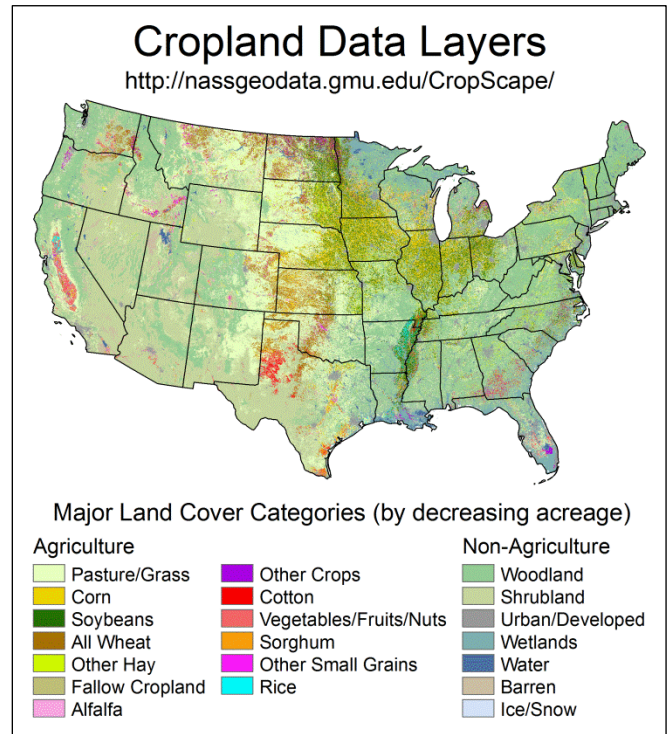 Cropland Data Layers
http://nassgeodata.gmu.edu/CropScape/
Major Land Cover Categories (by decreasing acreage)
Agriculture
Pasture/Grass
Corn
Soybeans
All Wheat
Other Hay
Fallow Cropland
Alfalfa
Other Crops
Cotton
Vegetables/Fruits/Nuts
Sorghum
Other Small Grains
Rice
Non-Agriculture
Woodland
Shrubland
Urban/Developed
Wetlands
Water
Barren
Ice/Snow